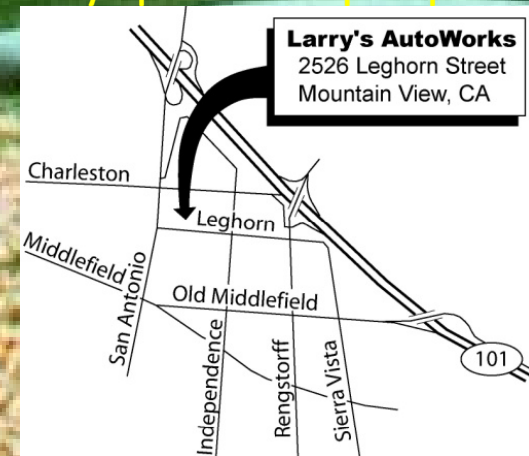 Larry's AutoWorks
2526 Leghorn Street
Mountain View, CA
Charleston
Leghorn
Middlefield
Old Middlefield
San Antonio
Independence
Rengstorff
Sierra Vista
101